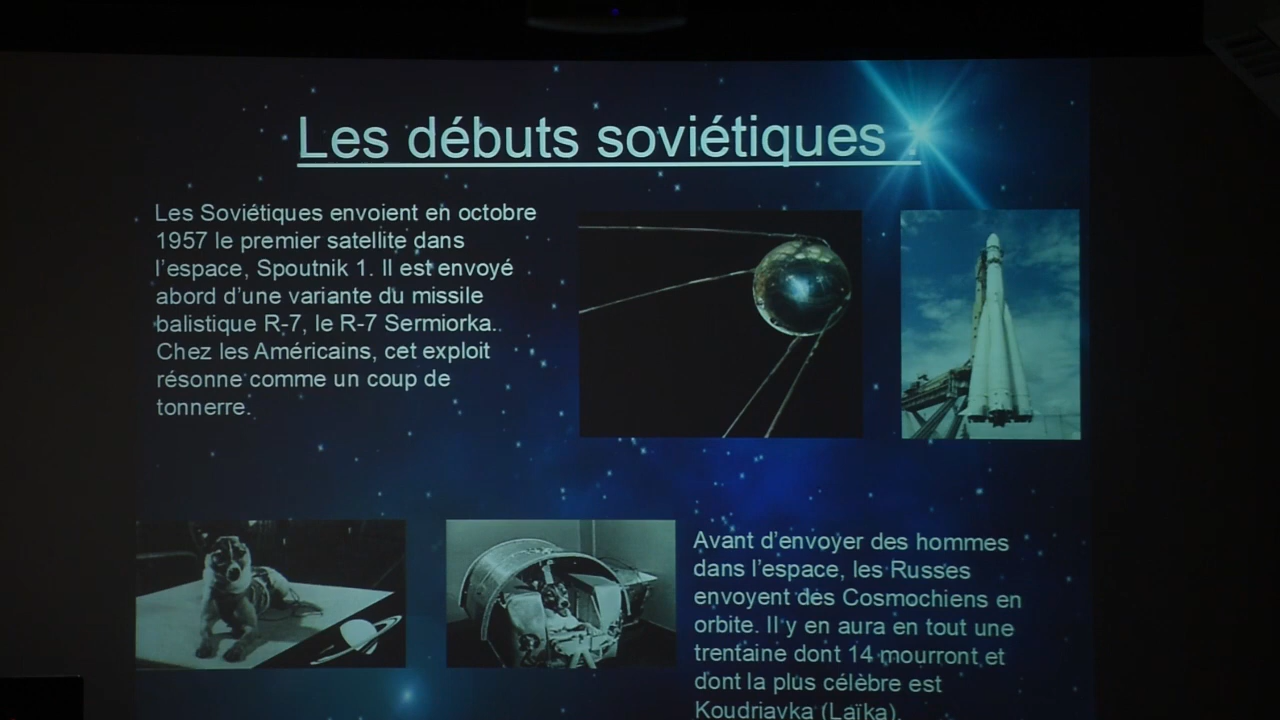 Les débuts soviétiques :
Les Soviétiques envoient en octobre
1957 le premier satellite dans
l'espace, Spoutnik 1. Il est envoyé
abord d'une variante du missile
balistique R-7, le R-7 Sermiorka.
Chez les Américains, cet exploit
résonne comme un coup de
tonnerre.
Avant d'envoyer des hommes
dans l'espace, les Russes
envoyent des Cosmochiens en
orbite. Il y en aura en tout une
trentaine dont 14 mourront et
dont la plus célèbre est
Koudriavka (Laïka).